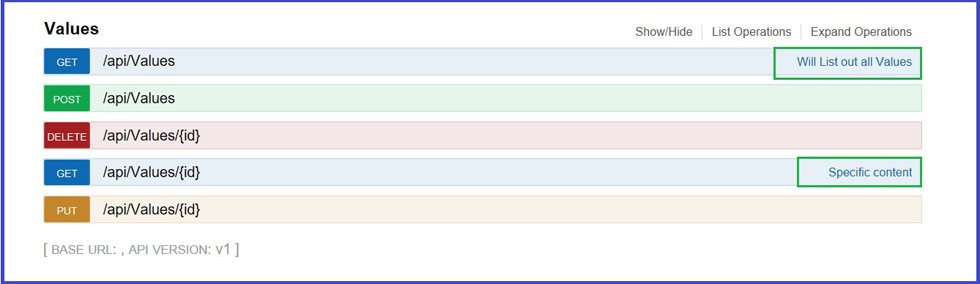 Values Show/Hide List Operations Expand Operations
GET /api/Values Will List out all Values
POST /api/Values
DELETE /api/Values/{id}
GET /api/Values/{id} Specific content
PUT /api/Values/{id}
[ BASE URL: , API VERSION: v1 ]